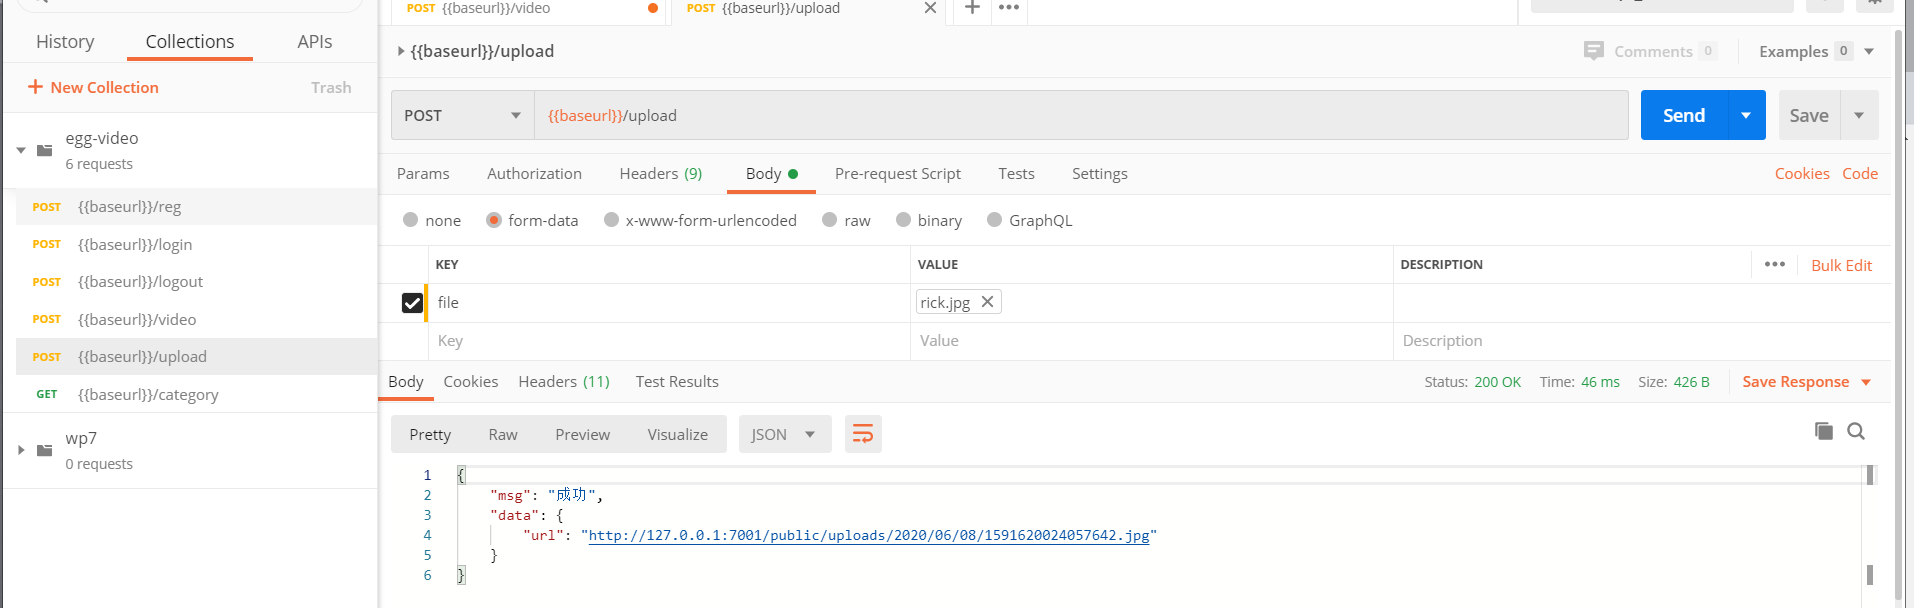 POST {{baseurl}}/video
POST {{baseurl}}/upload
History Collections APIs
New Collection Trash
egg-video
6 requests
POST {{baseurl}}/reg
POST {{baseurl}}/login
POST {{baseurl}}/logout
POST {{baseurl}}/video
POST {{baseurl}}/upload
GET {{baseurl}}/category
wp7
0 requests
{{baseurl}}/upload
Comments 0 Examples 0
POST {{baseurl}}/upload Send Save
Params Authorization Headers (9) Body Pre-request Script Tests Settings Cookies Code
none form-data x-www-form-urlencoded raw binary GraphQL
KEY VALUE DESCRIPTION Bulk Edit
file rick.jpg
Key Value Description
Body Cookies Headers (11) Test Results Status: 200 OK Time: 46 ms Size: 426 B Save Response
Pretty Raw Preview Visualize JSON
1 {
2 "msg": "成功",
3 "data": {
4 "url": "http://127.0.0.1:7001/public/uploads/2020/06/08/1591620024057642.jpg"
5 }
6 }